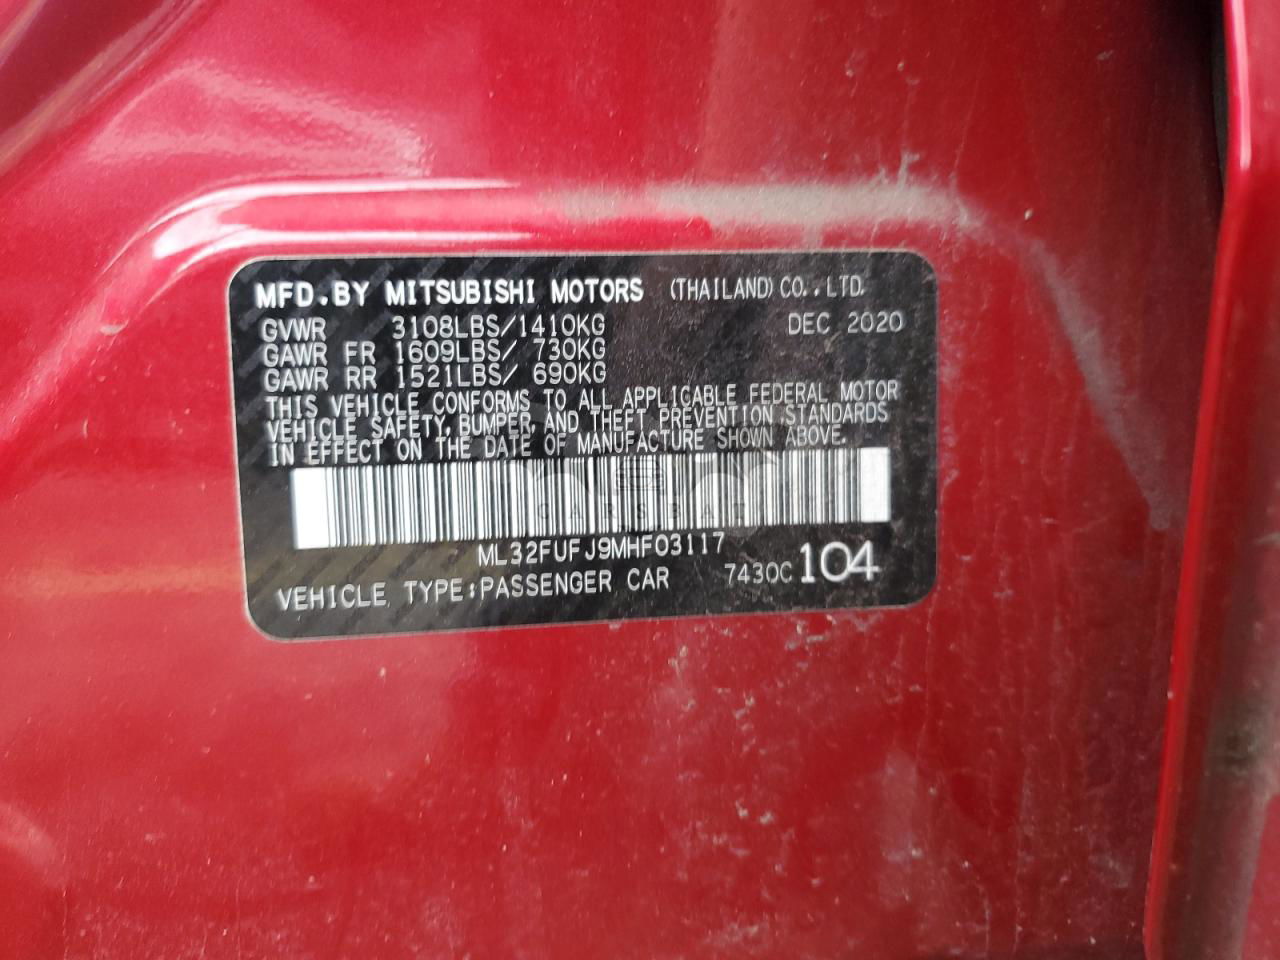 MFD.BY MITSUBISHI MOTORS (THAILAND) CO.,LTD.
GVWR 3108LBS/1410KG DEC 2020
GAWR FR 1609LBS/ 730KG
GAWR RR 1521LBS/ 690KG
THIS VEHICLE CONFORMS TO ALL APPLICABLE FEDERAL MOTOR
VEHICLE SAFETY, BUMPER, AND THEFT PREVENTION STANDARDS
IN EFFECT ON THE DATE OF MANUFACTURE SHOWN ABOVE.
ML32FUFJ9MHF03117
VEHICLE TYPE:PASSENGER CAR 7430C 104